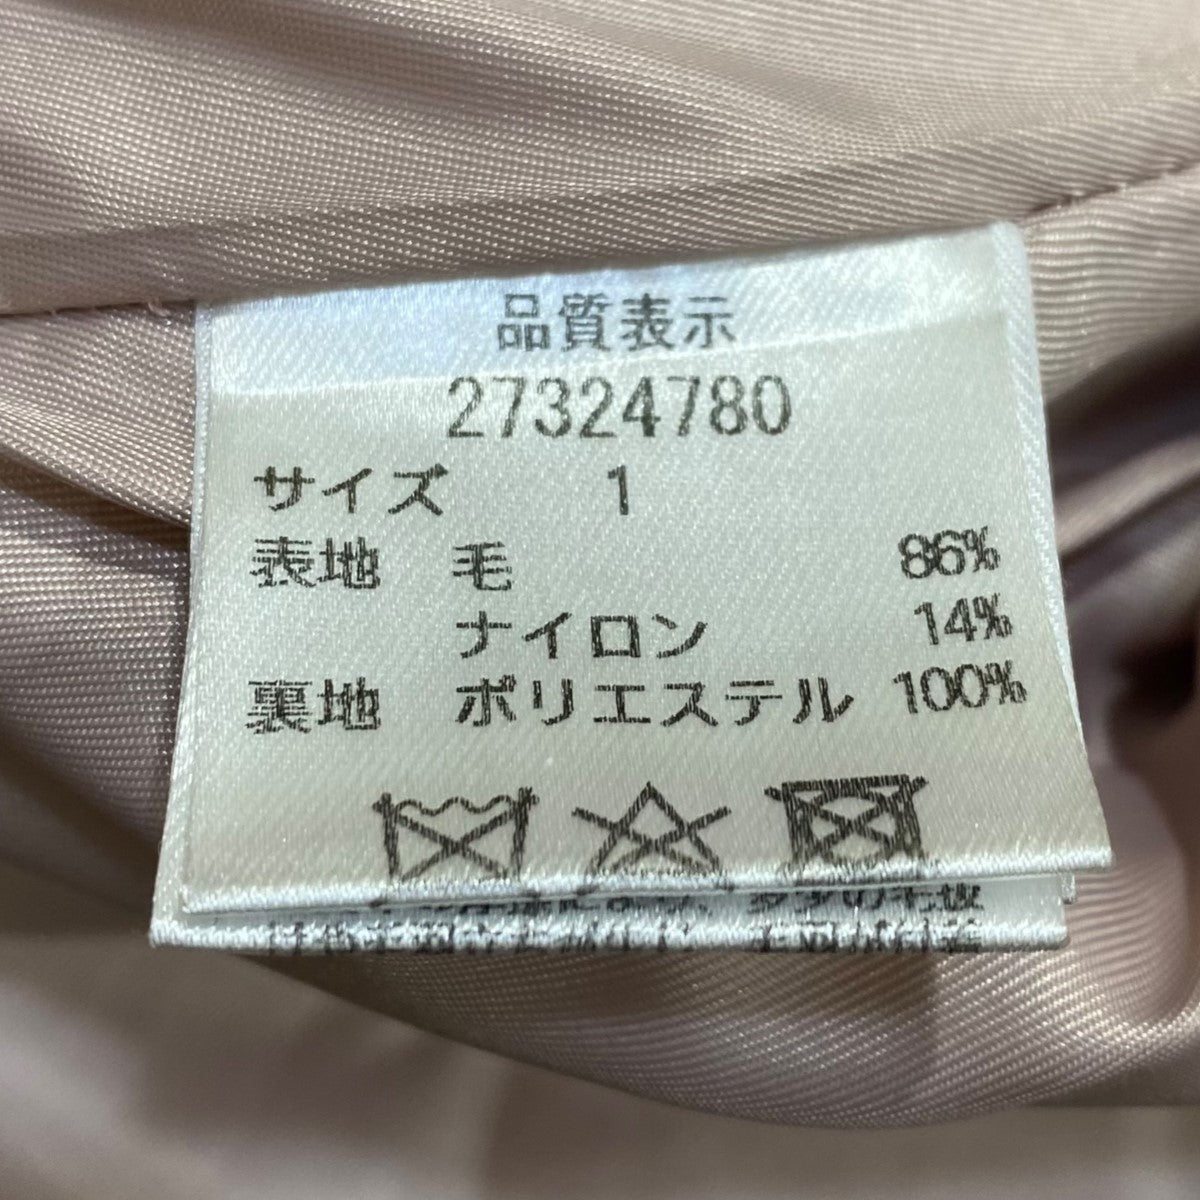 品質表示
27324780
サイズ 1
表地 毛 86%
ナイロン 14%
裏地 ポリエステル 100%